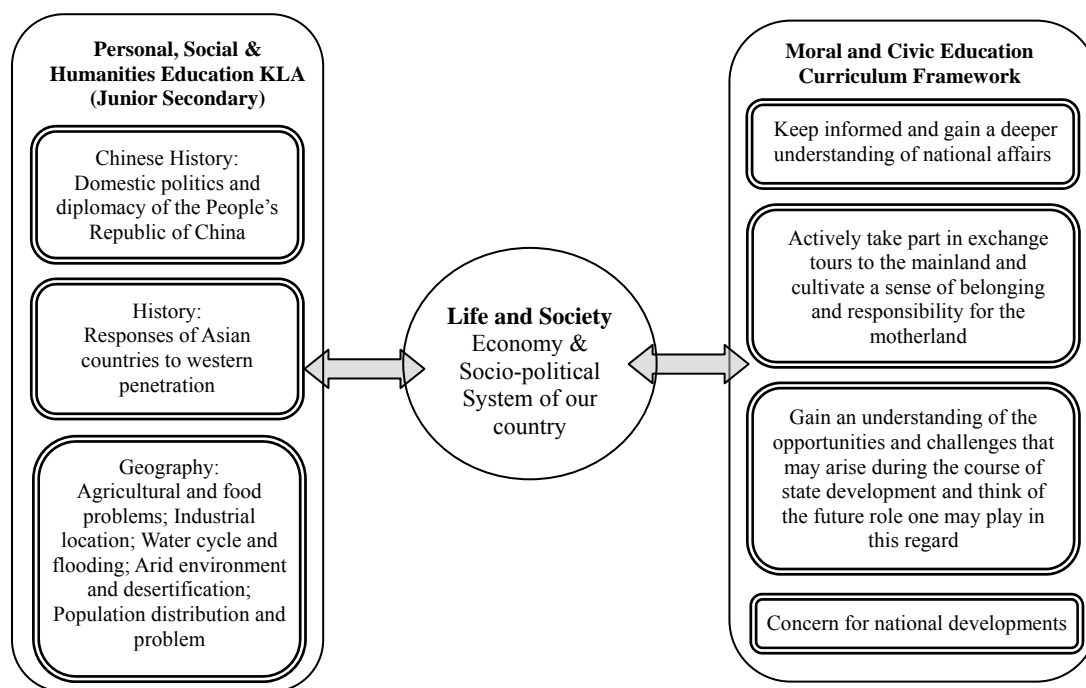 Personal, Social &
Humanities Education KLA
(Junior Secondary)
Chinese History:
Domestic politics and
diplomacy of the People's
Republic of China
History:
Responses of Asian
countries to western
penetration
Geography:
Agricultural and food
problems; Industrial
location; Water cycle and
flooding; Arid environment
and desertification;
Population distribution and
problem
Life and Society
Economy &
Socio-political
System of our
country
Moral and Civic Education
Curriculum Framework
Keep informed and gain a deeper
understanding of national affairs
Actively take part in exchange
tours to the mainland and
cultivate a sense of belonging
and responsibility for the
motherland
Gain an understanding of the
opportunities and challenges that
may arise during the course of
state development and think of
the future role one may play in
this regard
Concern for national developments